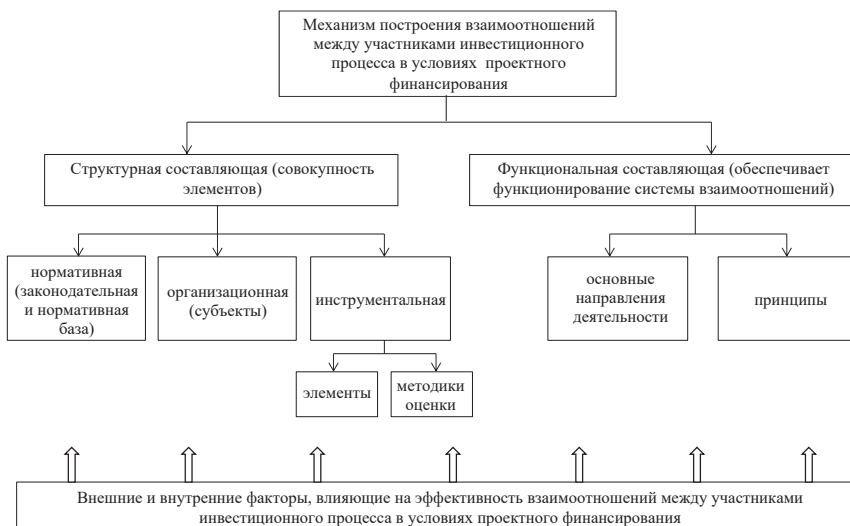 Механизм построения взаимоотношений
между участниками инвестиционного
процесса в условиях проектного
финансирования
Структурная составляющая (совокупность
элементов)
Функциональная составляющая (обеспечивает
функционирование системы взаимоотношений)
нормативная
(законодательная
и нормативная
база)
организационная
(субъекты)
инструментальная
основные
направления
деятельности
принципы
элементы
методики
оценки
Внешние и внутренние факторы, влияющие на эффективность взаимоотношений между участниками
инвестиционного процесса в условиях проектного финансирования